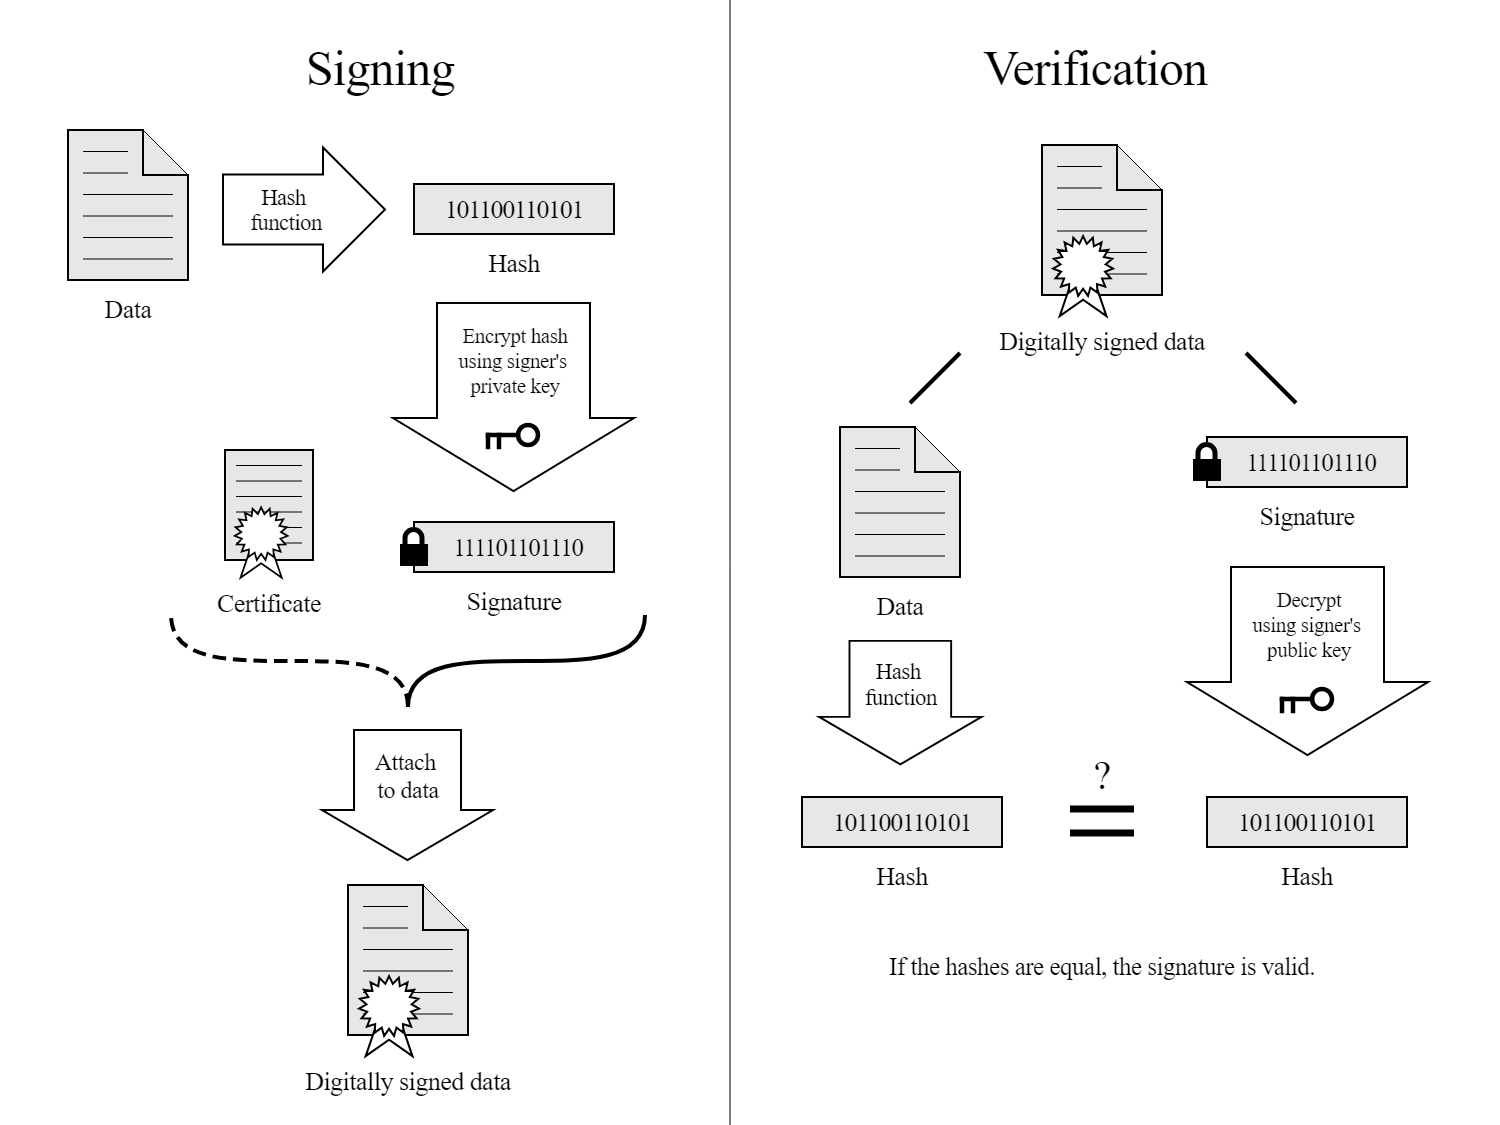 Signing
Hash
function
101100110101
Hash
Data
Encrypt hash
using signer's
private key
Certificate
111101101110
Signature
Attach
to data
Digitally signed data
Verification
Digitally signed data
Data
111101101110
Signature
Hash
function
Decrypt
using signer's
public key
101100110101
Hash
?
101100110101
Hash
If the hashes are equal, the signature is valid.